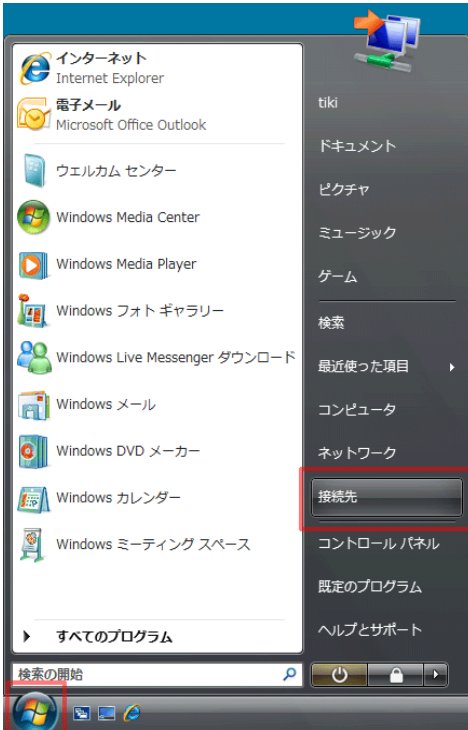 インターネット
Internet Explorer
電子メール
Microsoft Office Outlook
ウェルカム センター
Windows Media Center
Windows Media Player
Windows フォト ギャラリー
Windows Live Messenger ダウンロード
Windows メール
Windows DVD メーカー
Windows カレンダー
Windows ミーティング スペース
すべてのプログラム
検索の開始
tiki
ドキュメント
ピクチャ
ミュージック
ゲーム
検索
最近使った項目
コンピュータ
ネットワーク
接続先
コントロール パネル
既定のプログラム
ヘルプとサポート